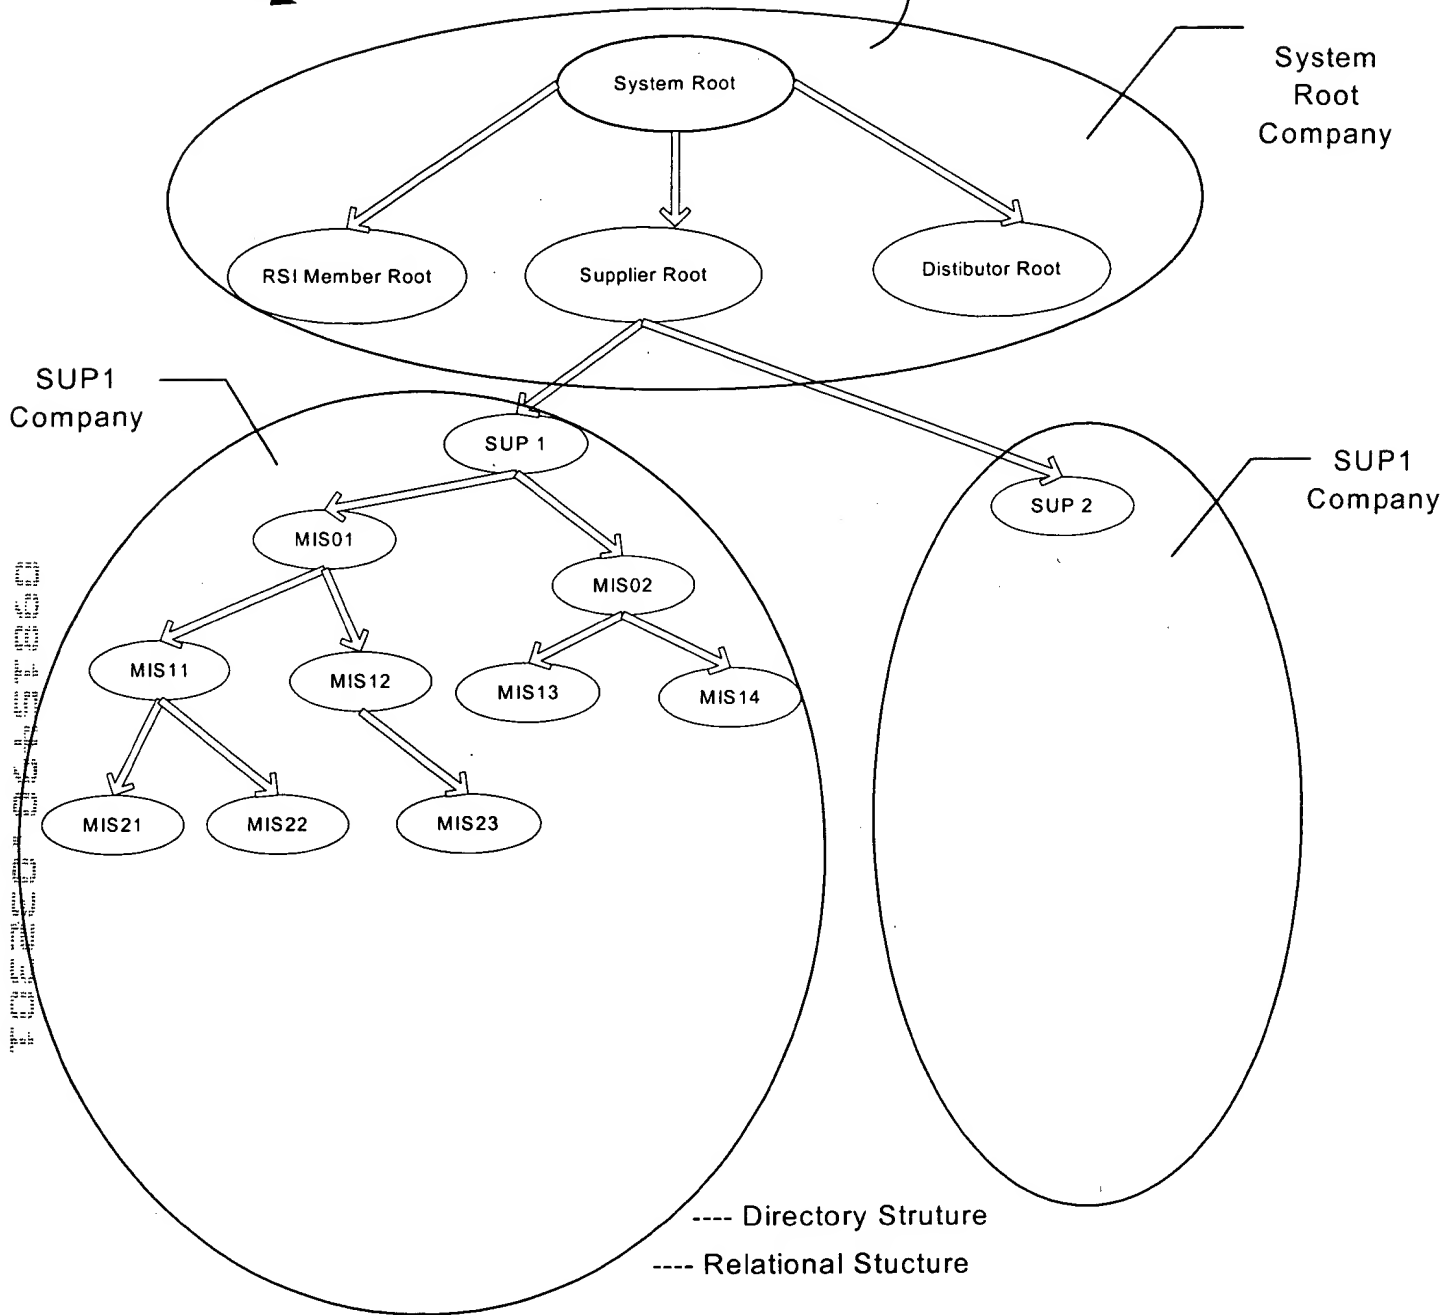 System Root
System
Root
Company
RSI Member Root
Supplier Root
Distibutor Root
SUP1
Company
SUP 1
SUP1
Company
SUP 2
MIS01
MIS02
MIS11
MIS12
MIS13
MIS14
MIS21
MIS22
MIS23
---- Directory Struture
---- Relational Stucture